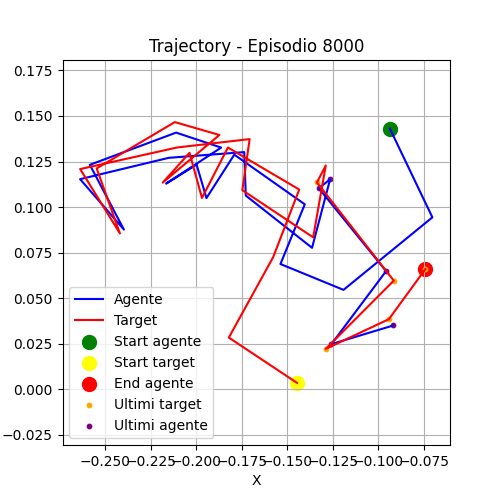 Trajectory - Episodio 8000
0.175
0.150
0.125
0.100
0.075
0.050
0.025
0.000
−0.025
Agente
Target
Start agente
Start target
End agente
Ultimi target
Ultimi agente
−0.250 −0.225 −0.200 −0.175 −0.150 −0.125 −0.100 −0.075
X